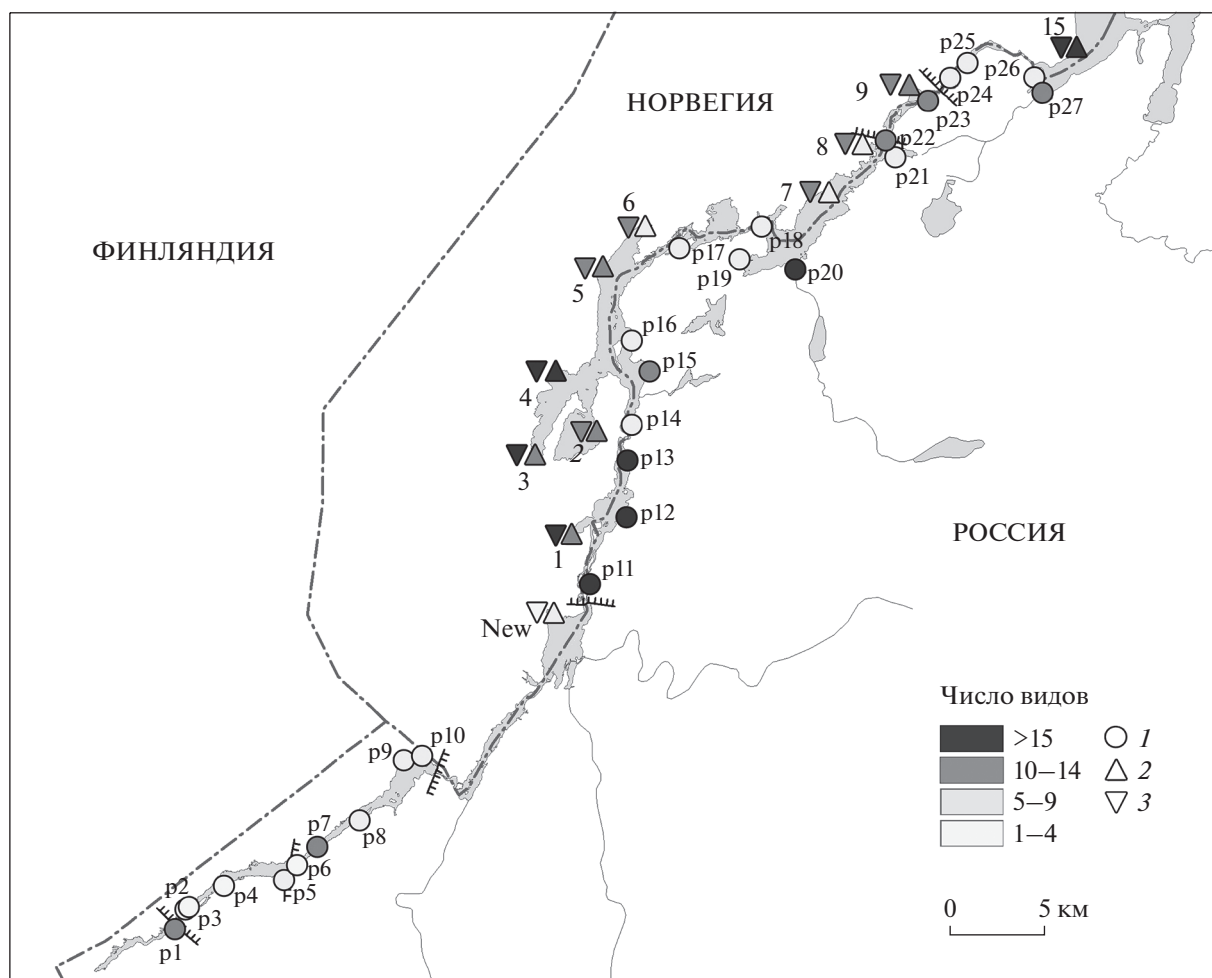 15
p25
p26
p24
p27
НОРВЕГИЯ
9
p23
p22
8
p21
7
6
ФИНЛЯНДИЯ
p18
p17
p19
p20
5
p16
p15
4
p14
2
p13
3
p12
РОССИЯ
1
p11
New
Число видов
>15 1
10–14 2
5–9 3
1–4
p10
p9
p8
p7
p6
p5
p4
p2
p3
p1
0 5 км